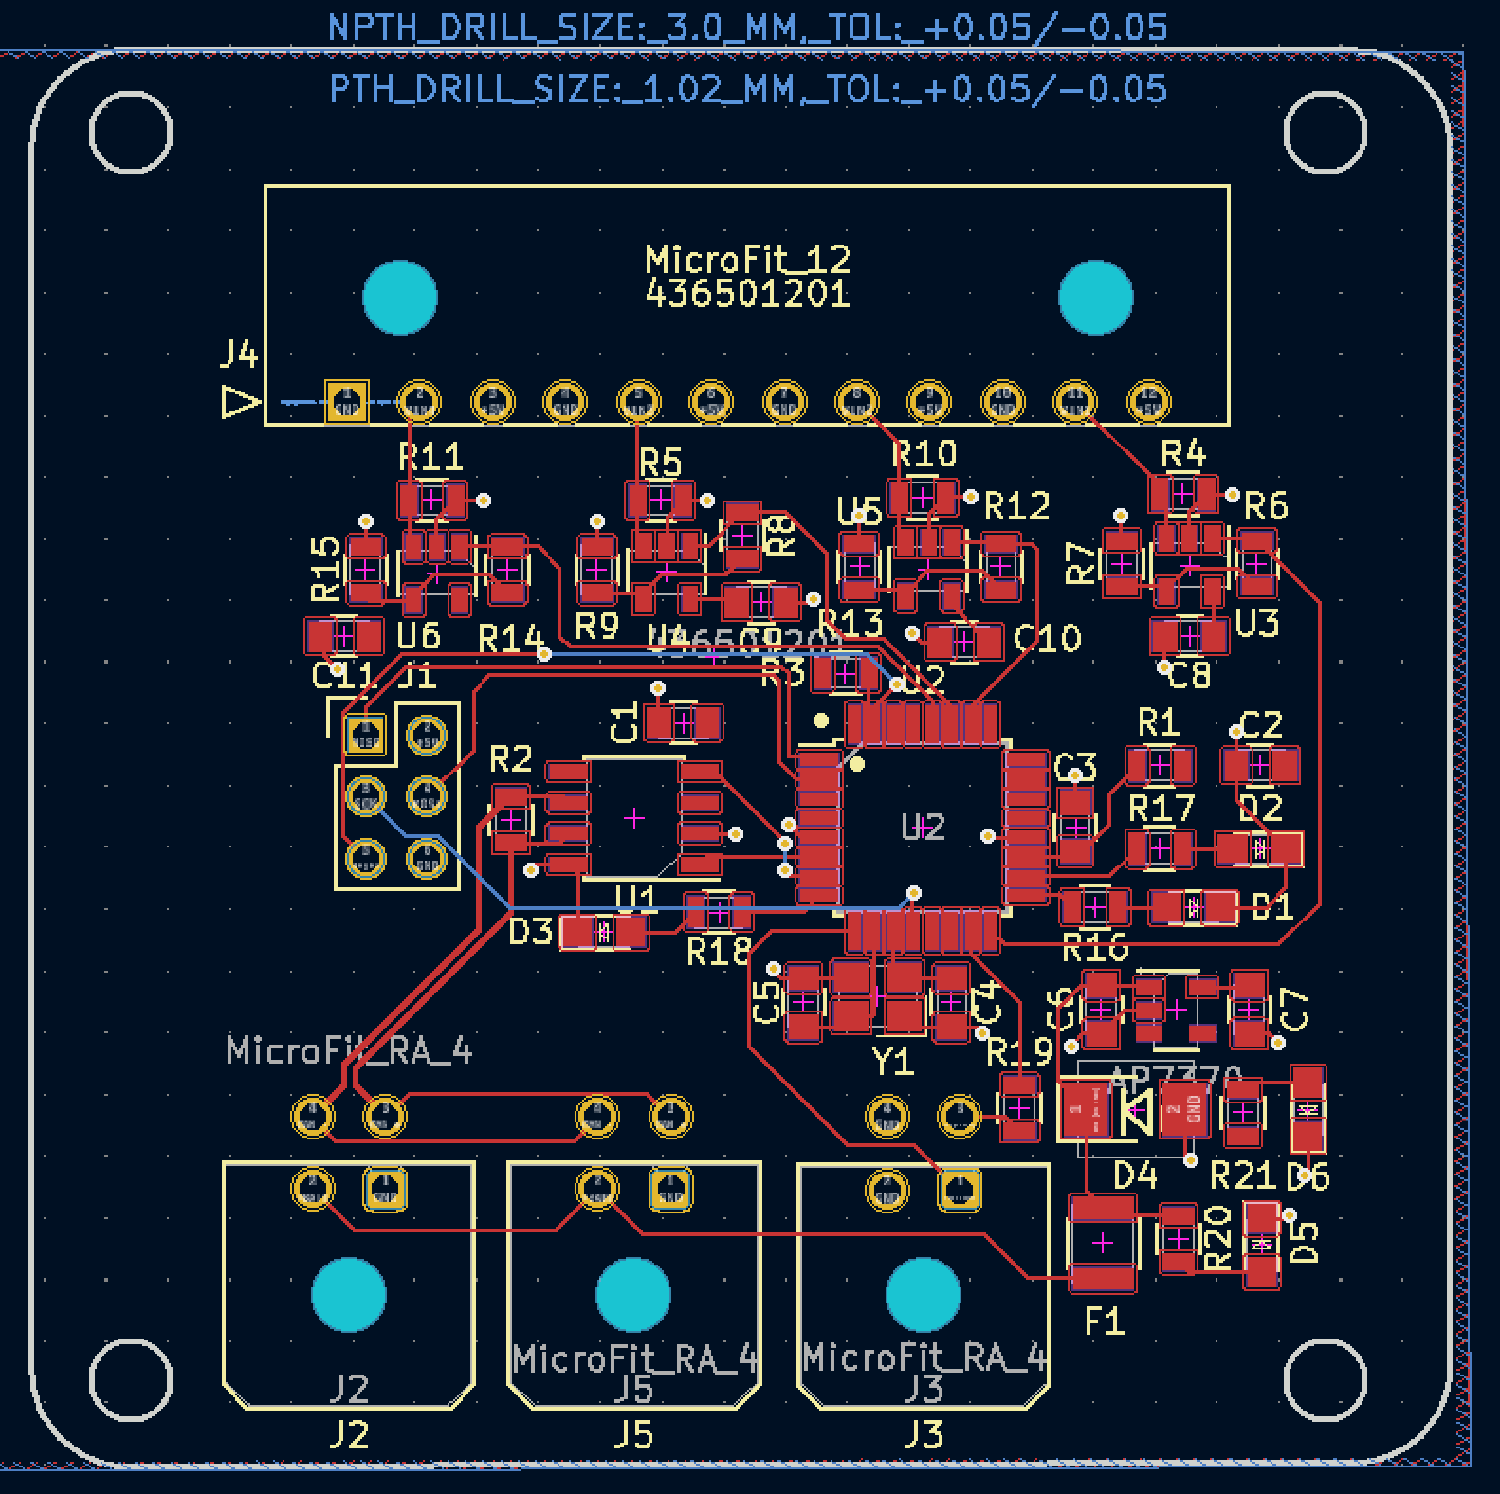 NPTH_DRILL_SIZE:_3.0_MM,_TOL:_+0.05/-0.05
PTH_DRILL_SIZE:_1.02_MM,_TOL:_+0.05/-0.05
MicroFit_12
436501201
J4
R11
R5
R10
R4
U5
R12
R6
R8
R15
R7
R9
R13
U6
R14
U4
C10
U3
C11
J1
R3
U2
C8
C1
R1
C2
R2
C3
R17
D2
U2
U1
D3
R18
D1
R16
C5
C4
C6
C7
Y1
R19
MicroFit_RA_4
AP7370
D4
R21
D6
R20
D5
F1
MicroFit_RA_4
MicroFit_RA_4
J2
J5
J3
J2
J5
J3